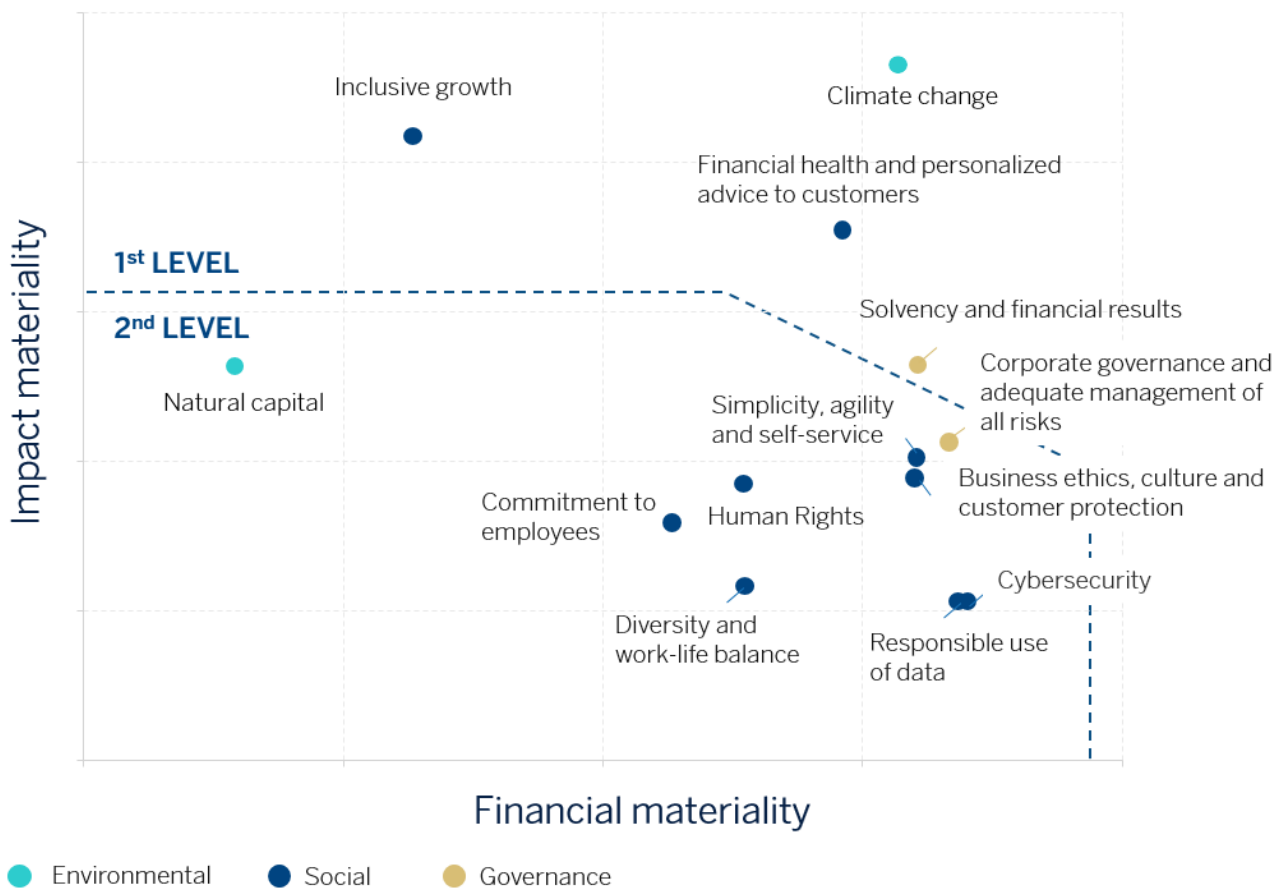 Inclusive growth
Climate change
Financial health and personalized
advice to customers
1st LEVEL
2nd LEVEL
Solvency and financial results
Natural capital
Corporate governance and
adequate management of
all risks
Simplicity, agility
and self-service
Business ethics, culture and
customer protection
Commitment to
employees
Human Rights
Cybersecurity
Diversity and
work-life balance
Responsible use
of data
Impact materiality
Financial materiality
Environmental
Social
Governance